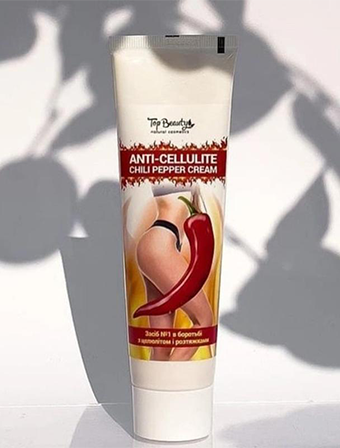 Top Beauty
natural cosmetics
ANTI-CELLULITE
CHILI PEPPER CREAM
Засіб №1 в боротьбі
з целюлітом і розтяжками